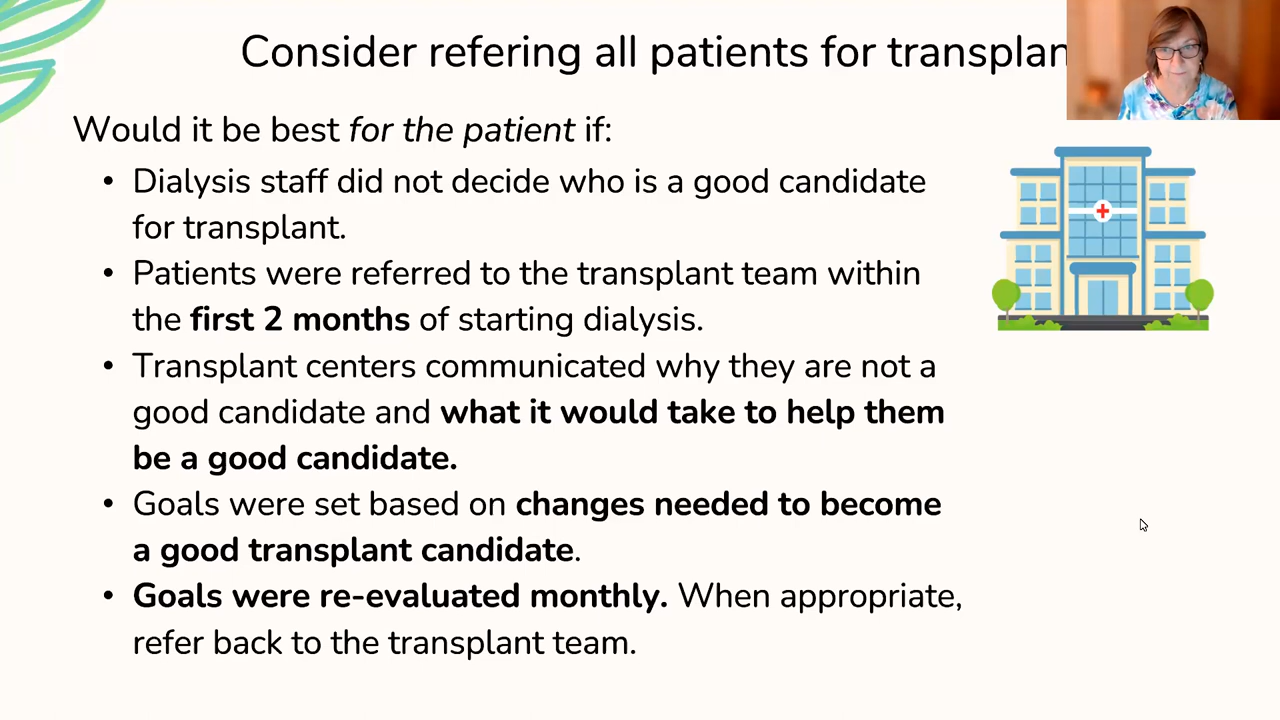 Consider refering all patients for transplan
Would it be best for the patient if:
• Dialysis staff did not decide who is a good candidate
for transplant.
• Patients were referred to the transplant team within
the first 2 months of starting dialysis.
• Transplant centers communicated why they are not a
good candidate and what it would take to help them
be a good candidate.
• Goals were set based on changes needed to become
a good transplant candidate.
• Goals were re-evaluated monthly. When appropriate,
refer back to the transplant team.